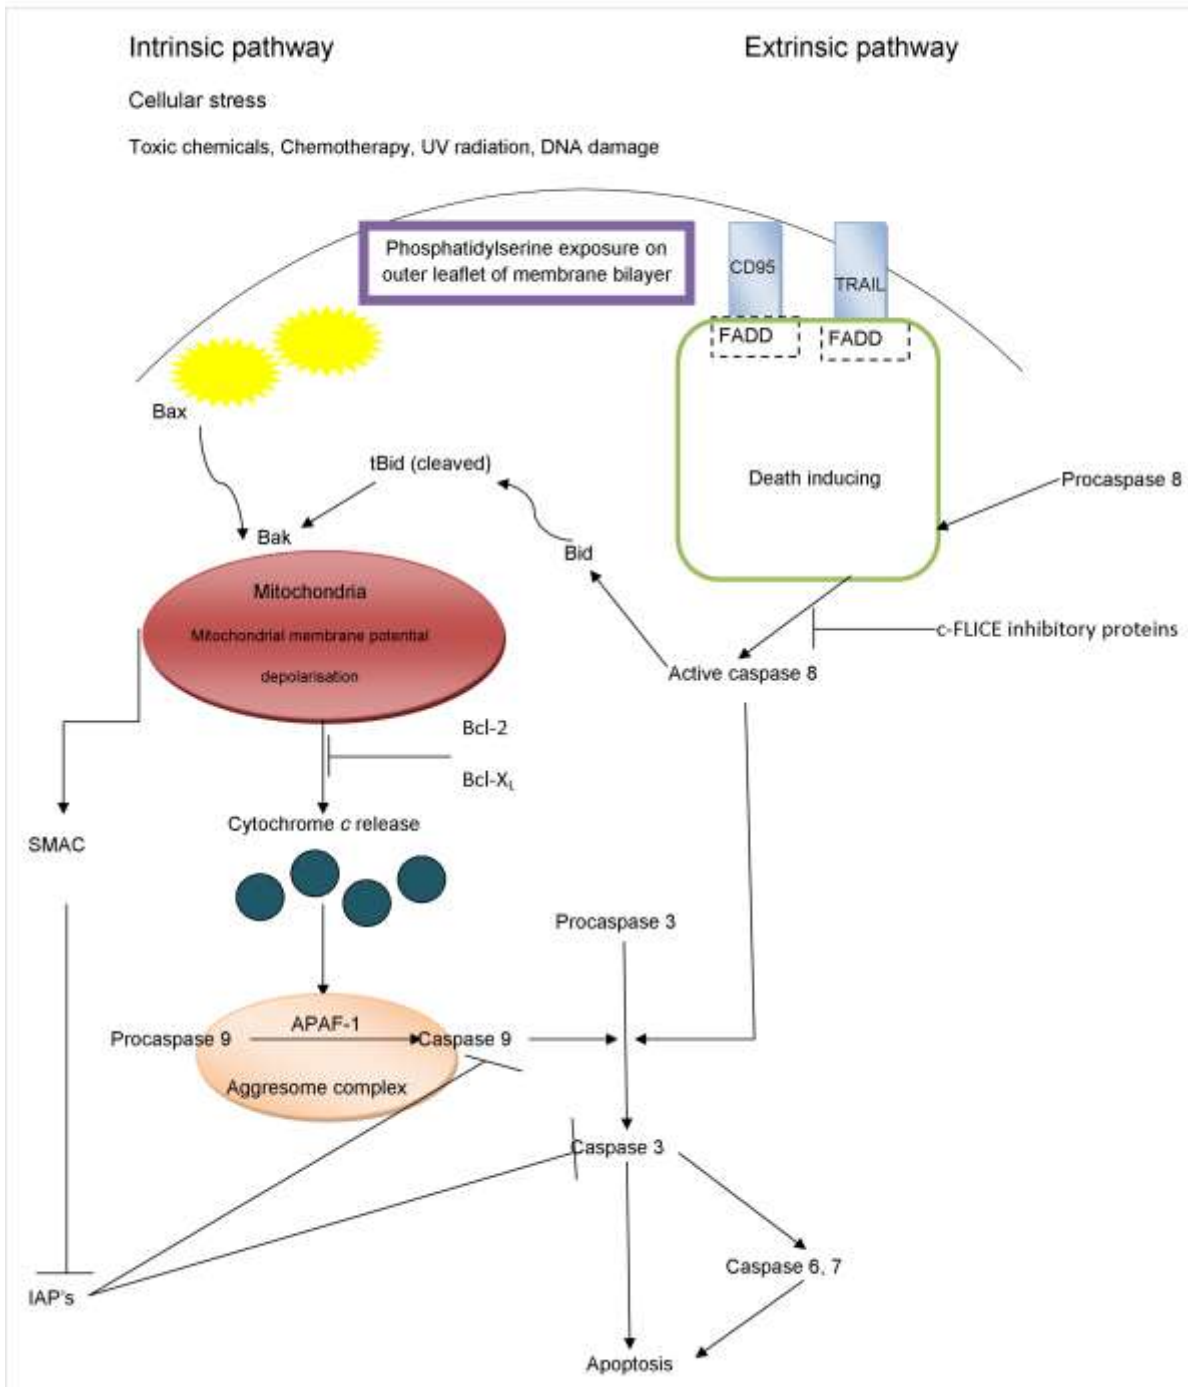 Intrinsic pathway
Extrinsic pathway
Cellular stress
Toxic chemicals, Chemotherapy, UV radiation, DNA damage
Phosphatidylserine exposure on
outer leaflet of membrane bilayer
CD95
TRAIL
FADD
FADD
Bax
tBid (cleaved)
Death inducing
Procaspase 8
Bak
Bid
Mitochondria
Mitochondrial membrane potential
depolarisation
c-FLICE inhibitory proteins
Active caspase 8
Bcl-2
Bcl-XL
Cytochrome c release
SMAC
Procaspase 3
APAF-1
Procaspase 9
Caspase 9
Aggresome complex
Caspase 3
Caspase 6, 7
IAP's
Apoptosis